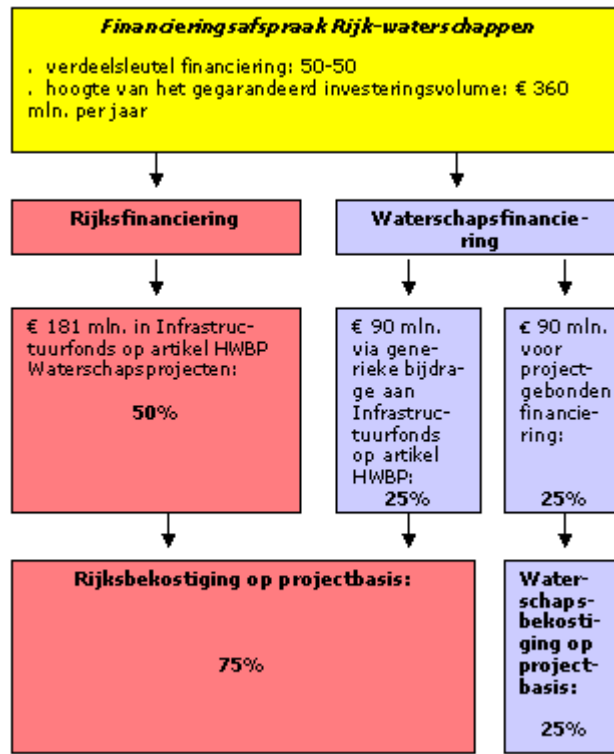 Financieringsafspraak Rijk-waterschappen
. verdeelsleutel financiering: 50-50
. hoogte van het gegarandeerd investeringsvolume: € 360
mln. per jaar
Rijksfinanciering
Waterschapsfinancie-
ring
€ 181 mln. in Infrastruc-
tuurfonds op artikel HWBP
Waterschapsprojecten:
50%
€ 90 mln.
via gene-
rieke bijdra-
ge aan
Infrastruc-
tuurfonds
op artikel
HWBP:
25%
€ 90 mln.
voor
project-
gebonden
financie-
ring:
25%
Rijksbekostiging op projectbasis:
75%
Water-
schaps-
bekosti-
ging op
project-
basis:
25%